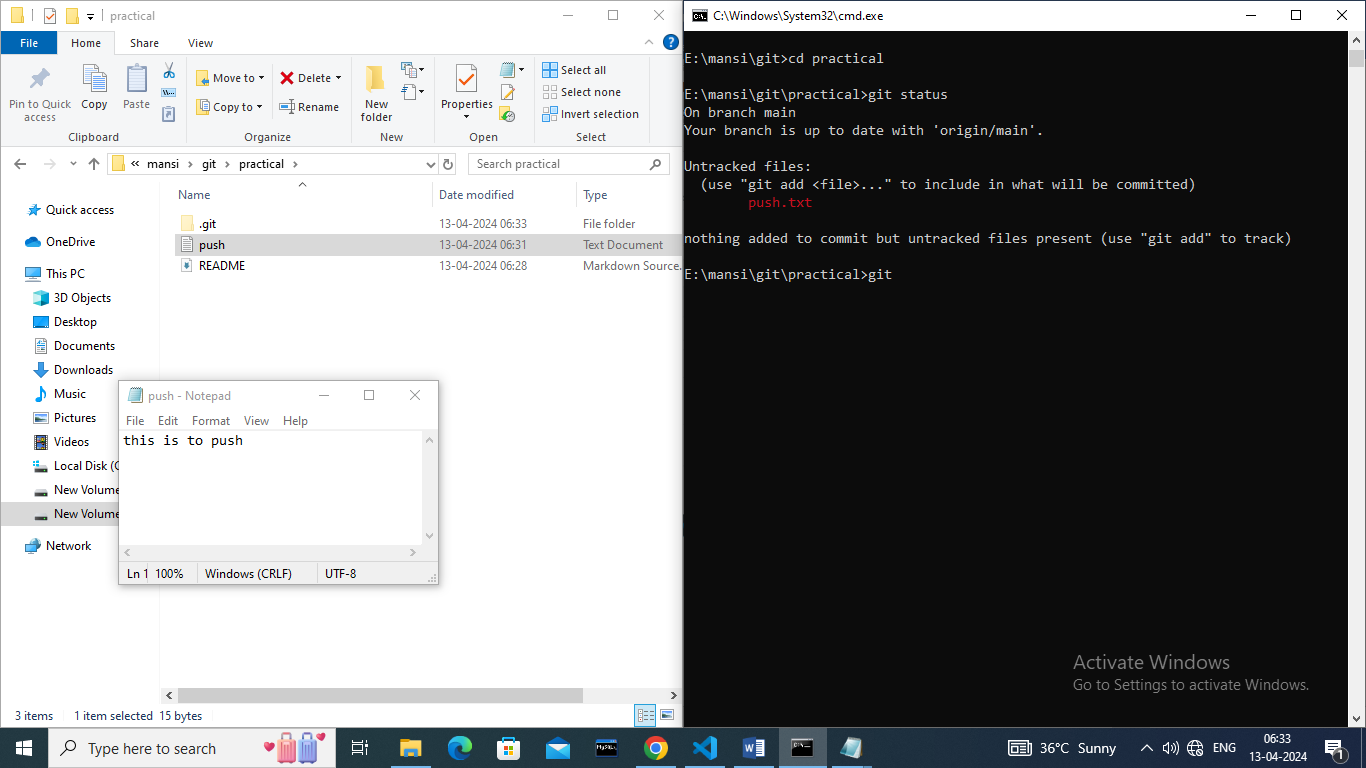 practical
File Home Share View
Pin to Quick access
Copy
Paste
Move to
Copy to
Delete
Rename
New folder
Properties
Select all
Select none
Invert selection
Clipboard Organize New Open Select
« mansi › git › practical ›
Search practical
Name Date modified Type
.git 13-04-2024 06:33 File folder
push 13-04-2024 06:31 Text Document
README 13-04-2024 06:28 Markdown Source.
Quick access
OneDrive
This PC
3D Objects
Desktop
Documents
Downloads
Music
Pictures
Videos
Local Disk (
New Volume
New Volume
Network
push - Notepad
File Edit Format View Help
this is to push
Ln 1 100% Windows (CRLF) UTF-8
3 items 1 item selected 15 bytes
C:\Windows\System32\cmd.exe
E:\mansi\git>cd practical
E:\mansi\git\practical>git status
On branch main
Your branch is up to date with 'origin/main'.
Untracked files:
(use "git add <file>..." to include in what will be committed)
push.txt
nothing added to commit but untracked files present (use "git add" to track)
E:\mansi\git\practical>git
Activate Windows
Go to Settings to activate Windows.
Type here to search
MySQL
36°C Sunny
ENG
06:33
13-04-2024
1